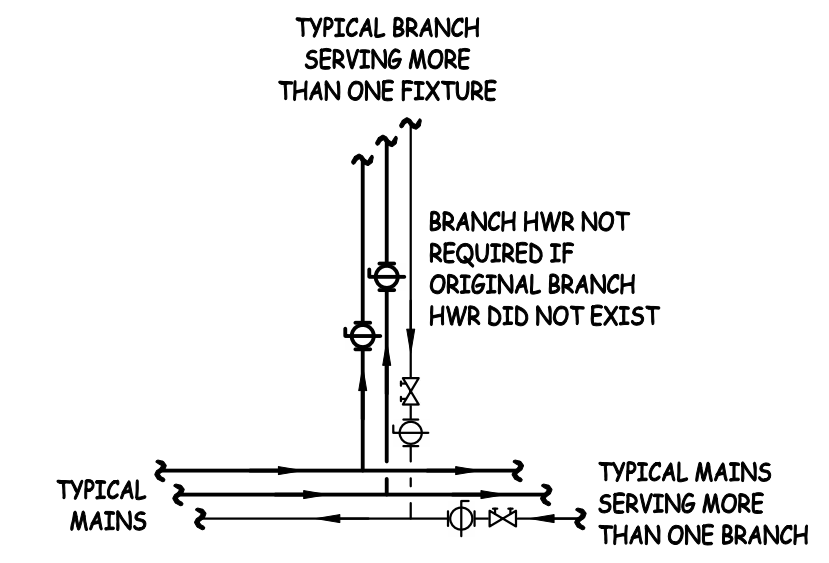 TYPICAL BRANCH
SERVING MORE
THAN ONE FIXTURE
BRANCH HWR NOT
REQUIRED IF
ORIGINAL BRANCH
HWR DID NOT EXIST
TYPICAL
MAINS
TYPICAL MAINS
SERVING MORE
THAN ONE BRANCH